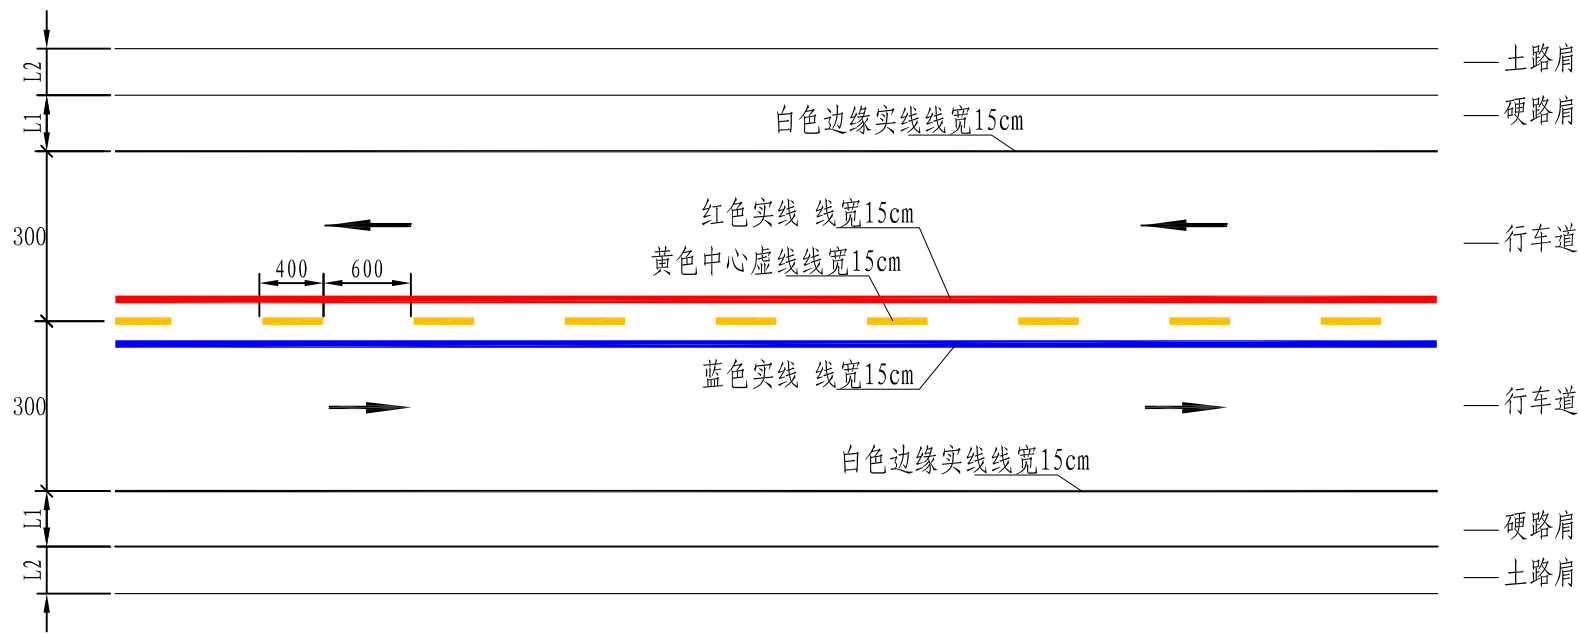 土路肩
L2
硬路肩
L1
白色边缘实线线宽15cm
红色实线 线宽15cm
300
行车道
黄色中心虚线线宽15cm
400
600
蓝色实线 线宽15cm
300
行车道
白色边缘实线线宽15cm
L1
硬路肩
L2
土路肩